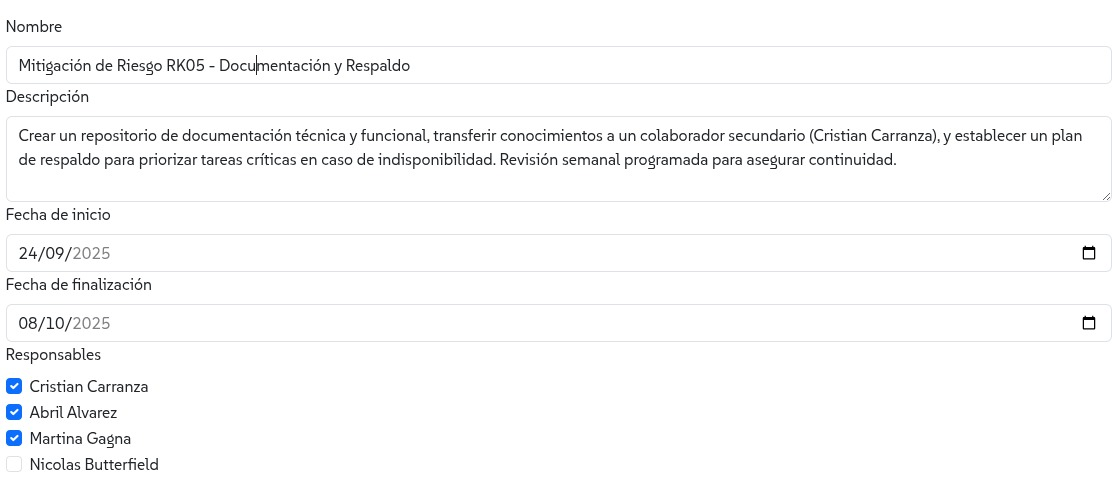 Nombre
Mitigación de Riesgo RK05 - Documentación y Respaldo
Descripción
Crear un repositorio de documentación técnica y funcional, transferir conocimientos a un colaborador secundario (Cristian Carranza), y establecer un plan
de respaldo para priorizar tareas críticas en caso de indisponibilidad. Revisión semanal programada para asegurar continuidad.
Fecha de inicio
24/09/2025
Fecha de finalización
08/10/2025
Responsables
Cristian Carranza
Abril Alvarez
Martina Gagna
Nicolas Butterfield